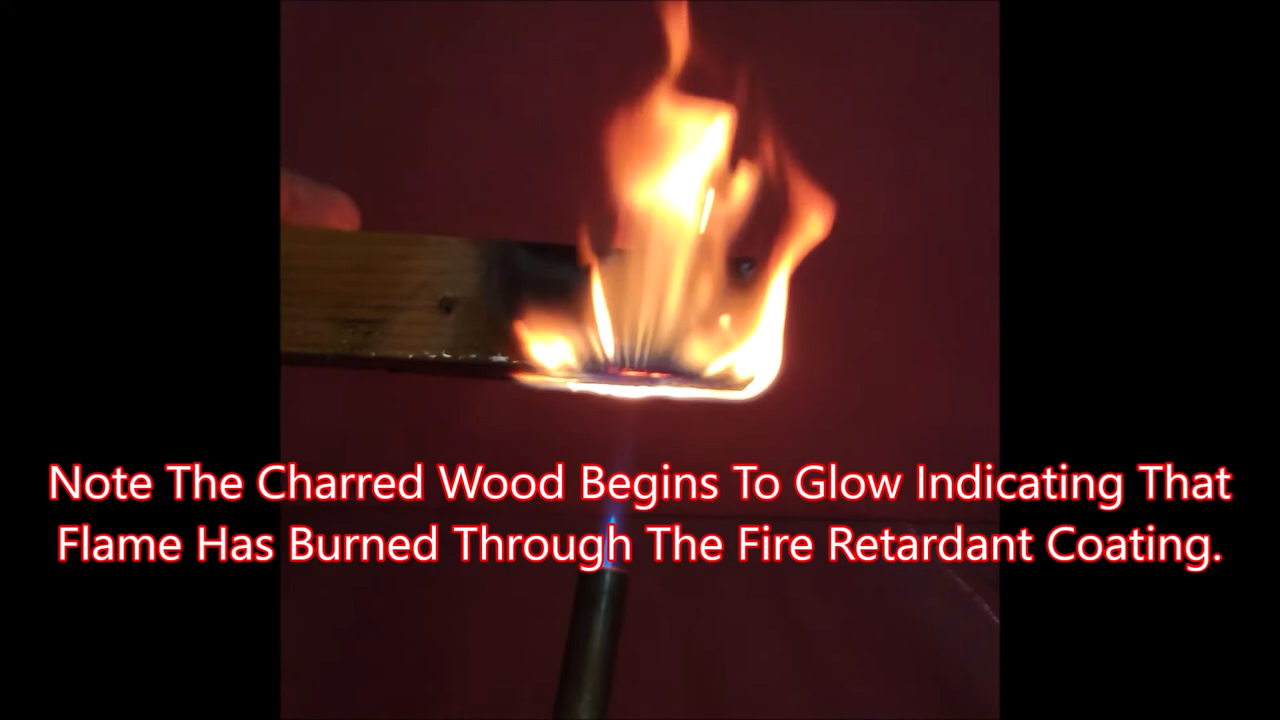 Note The Charred Wood Begins To Glow Indicating That
Flame Has Burned Through The Fire Retardant Coating.